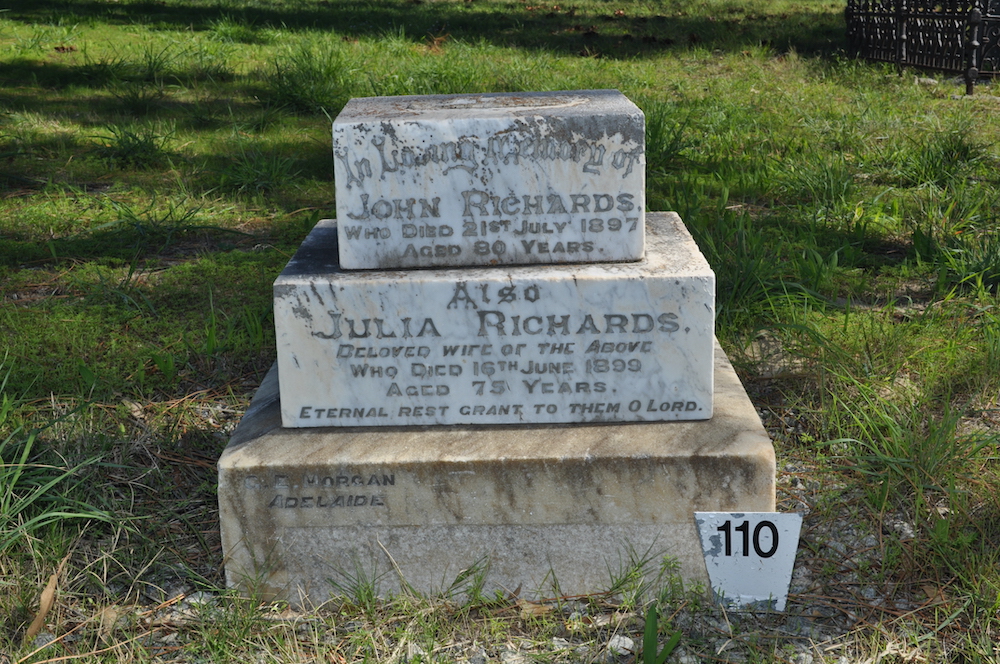 In Loving Memory of
JOHN RICHARDS.
WHO DIED 21ST JULY 1897
AGED 80 YEARS.
ALSO
JULIA RICHARDS.
BELOVED WIFE OF THE ABOVE
WHO DIED 16TH JUNE 1899
AGED 75 YEARS.
ETERNAL REST GRANT TO THEM O LORD.
MORGAN
ADELAIDE
110